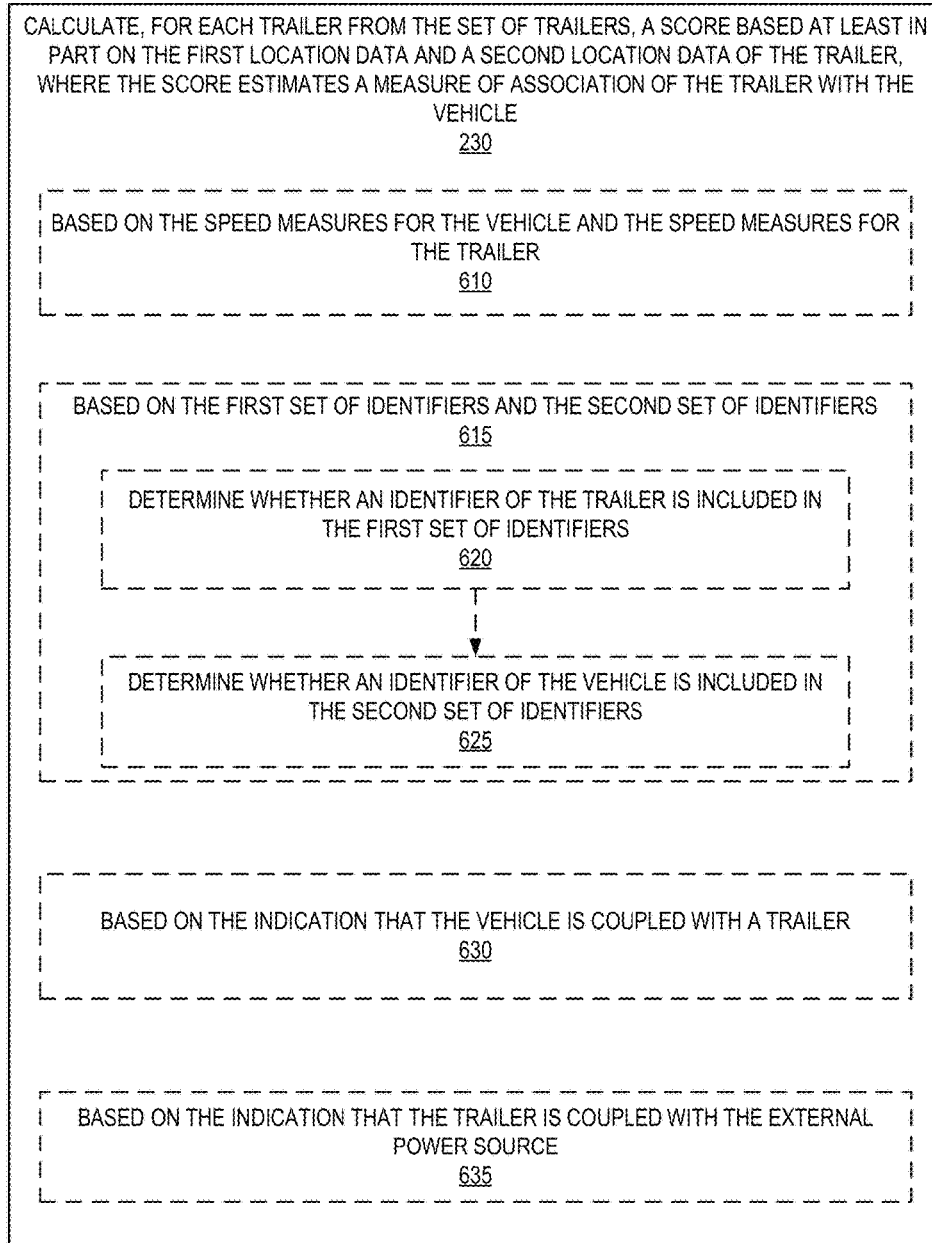 CALCULATE, FOR EACH TRAILER FROM THE SET OF TRAILERS, A SCORE BASED AT LEAST IN
PART ON THE FIRST LOCATION DATA AND A SECOND LOCATION DATA OF THE TRAILER,
WHERE THE SCORE ESTIMATES A MEASURE OF ASSOCIATION OF THE TRAILER WITH THE
VEHICLE
230
BASED ON THE SPEED MEASURES FOR THE VEHICLE AND THE SPEED MEASURES FOR
THE TRAILER
610
BASED ON THE FIRST SET OF IDENTIFIERS AND THE SECOND SET OF IDENTIFIERS
615
DETERMINE WHETHER AN IDENTIFIER OF THE TRAILER IS INCLUDED IN
THE FIRST SET OF IDENTIFIERS
620
DETERMINE WHETHER AN IDENTIFIER OF THE VEHICLE IS INCLUDED IN
THE SECOND SET OF IDENTIFIERS
625
BASED ON THE INDICATION THAT THE VEHICLE IS COUPLED WITH A TRAILER
630
BASED ON THE INDICATION THAT THE TRAILER IS COUPLED WITH THE EXTERNAL
POWER SOURCE
635